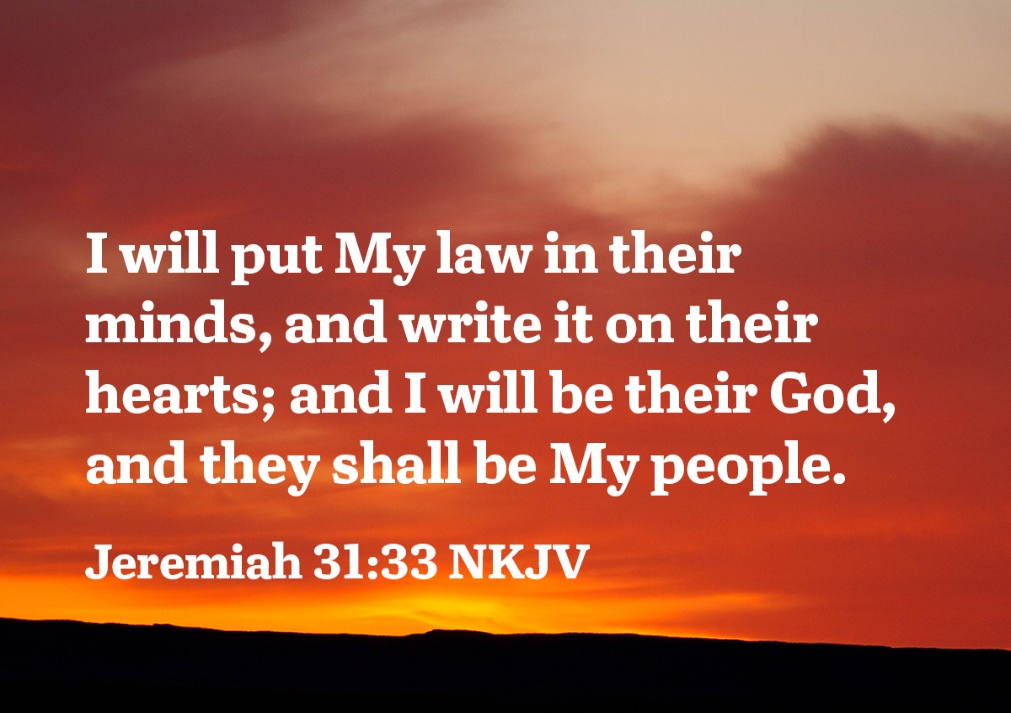 I will put My law in their
minds, and write it on their
hearts; and I will be their God,
and they shall be My people.
Jeremiah 31:33 NKJV